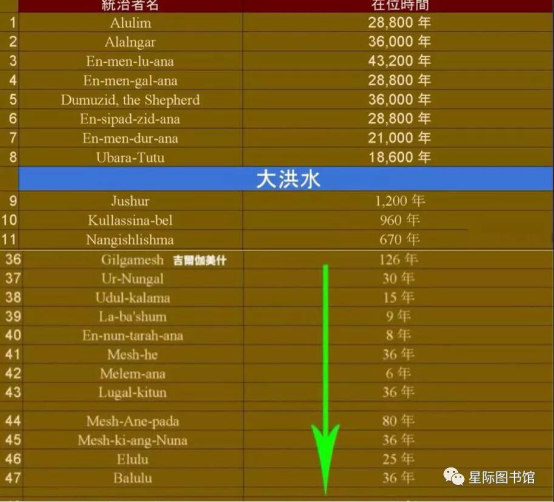 統治者名 在位時間
1 Alulim 28,800 年
2 Alalngar 36,000 年
3 En-men-lu-ana 43,200 年
4 En-men-gal-ana 28,800 年
5 Dumuzid, the Shepherd 36,000 年
6 En-sipad-zid-ana 28,800 年
7 En-men-dur-ana 21,000 年
8 Ubara-Tutu 18,600 年
大洪水
9 Jushur 1,200 年
10 Kullassina-bel 960 年
11 Nangishlishma 670 年
36 Gilgamesh 吉爾伽美什 126 年
37 Ur-Nungal 30 年
38 Udul-kalama 15 年
39 La-ba'shum 9 年
40 En-nun-tarah-ana 8 年
41 Mesh-he 36 年
42 Melem-ana 6 年
43 Lugal-kitun 36 年
44 Mesh-Ane-pada 80 年
45 Mesh-ki-ang-Nuna 36 年
46 Elulu 25 年
47 Balulu 36 年
星际图书馆